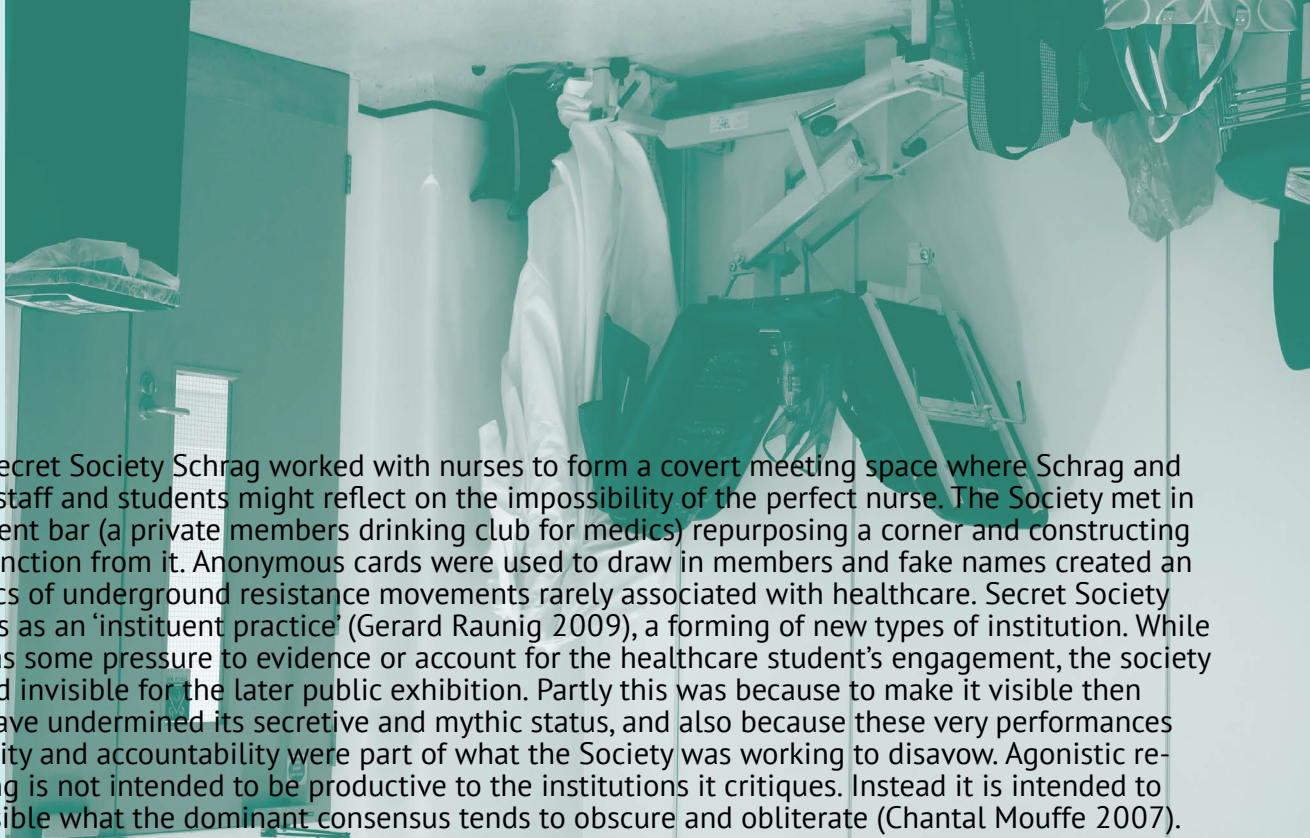 ecret Society Schrag worked with nurses to form a covert meeting space where Schrag and
staff and students might reflect on the impossibility of the perfect nurse. The Society met in
ent bar (a private members drinking club for medics) repurposing a corner and constructing
nction from it. Anonymous cards were used to draw in members and fake names created an
cs of underground resistance movements rarely associated with healthcare. Secret Society
s as an ‘instituent practice’ (Gerard Raunig 2009), a forming of new types of institution. While
as some pressure to evidence or account for the healthcare student’s engagement, the society
d invisible for the later public exhibition. Partly this was because to make it visible then
ave undermined its secretive and mythic status, and also because these very performances
ity and accountability were part of what the Society was working to disavow. Agonistic re-
ng is not intended to be productive to the institutions it critiques. Instead it is intended to
sible what the dominant consensus tends to obscure and obliterate (Chantal Mouffe 2007).